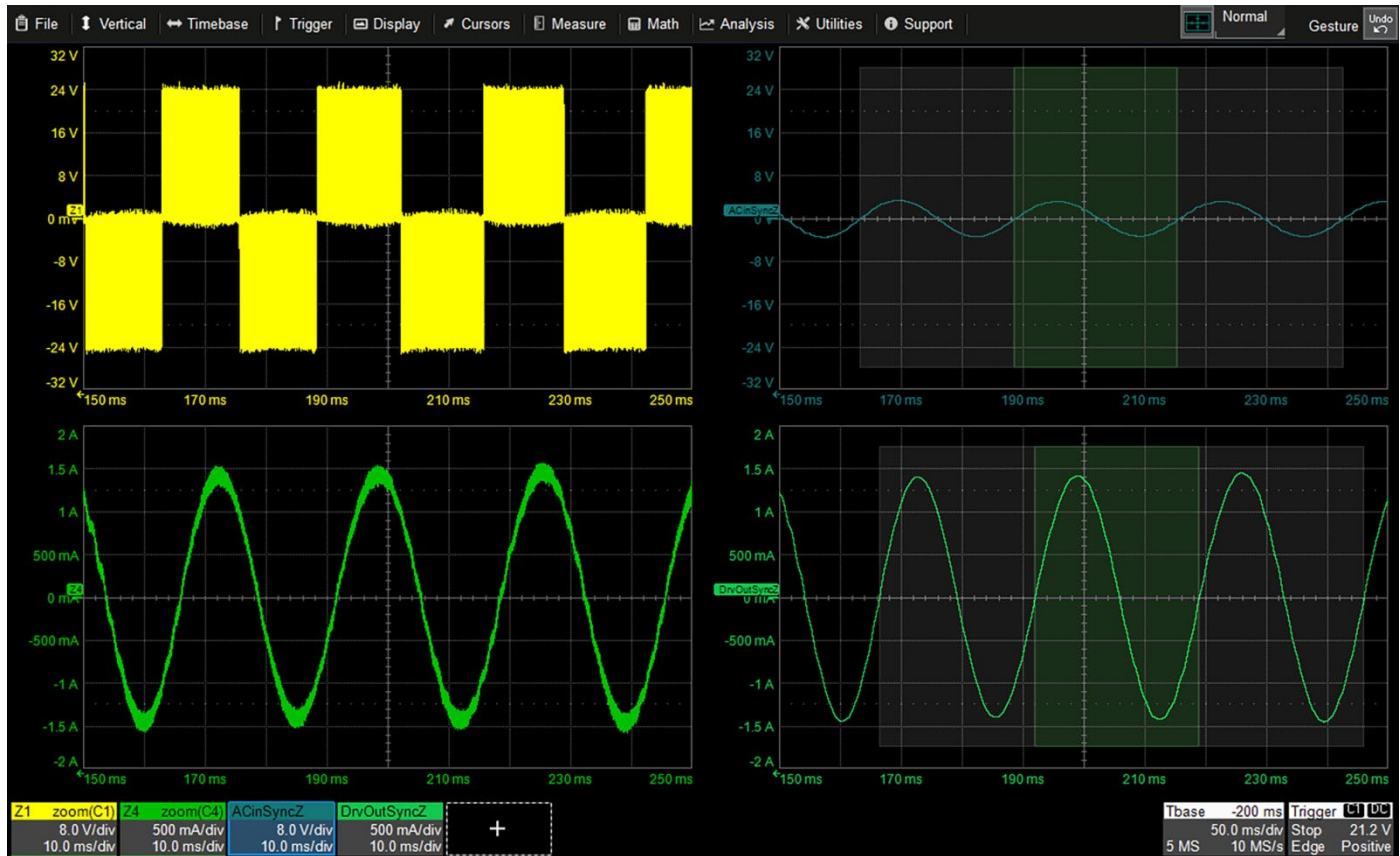 File Vertical Timebase Trigger Display Cursors Measure Math Analysis Utilities Support Normal Gesture Undo
32 V
24 V
16 V
8 V
Z1
0 mV
-8 V
-16 V
-24 V
-32 V
150 ms 170 ms 190 ms 210 ms 230 ms 250 ms
32 V
24 V
16 V
8 V
ACinSyncZ
-8 V
-16 V
-24 V
-32 V
150 ms 170 ms 190 ms 210 ms 230 ms 250 ms
2 A
1.5 A
1 A
500 mA
Z4
0 mA
-500 mA
-1 A
-1.5 A
-2 A
150 ms 170 ms 190 ms 210 ms 230 ms 250 ms
2 A
1.5 A
1 A
500 mA
DrvOutSyncZ
0 mA
-500 mA
-1 A
-1.5 A
-2 A
150 ms 170 ms 190 ms 210 ms 230 ms 250 ms
Z1 zoom(C1)
8.0 V/div
10.0 ms/div
Z4 zoom(C4)
500 mA/div
10.0 ms/div
ACinSyncZ
8.0 V/div
10.0 ms/div
DrvOutSyncZ
500 mA/div
10.0 ms/div
+
Tbase -200 ms
50.0 ms/div
5 MS 10 MS/s
Trigger C1 DC
Stop 21.2 V
Edge Positive